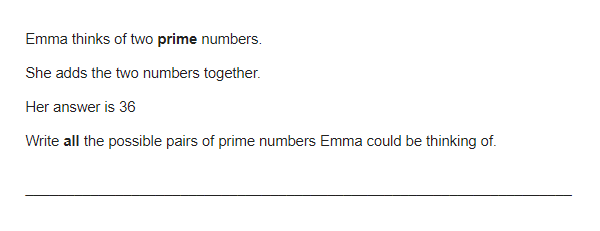 Emma thinks of two prime numbers.
She adds the two numbers together.
Her answer is 36
Write all the possible pairs of prime numbers Emma could be thinking of.